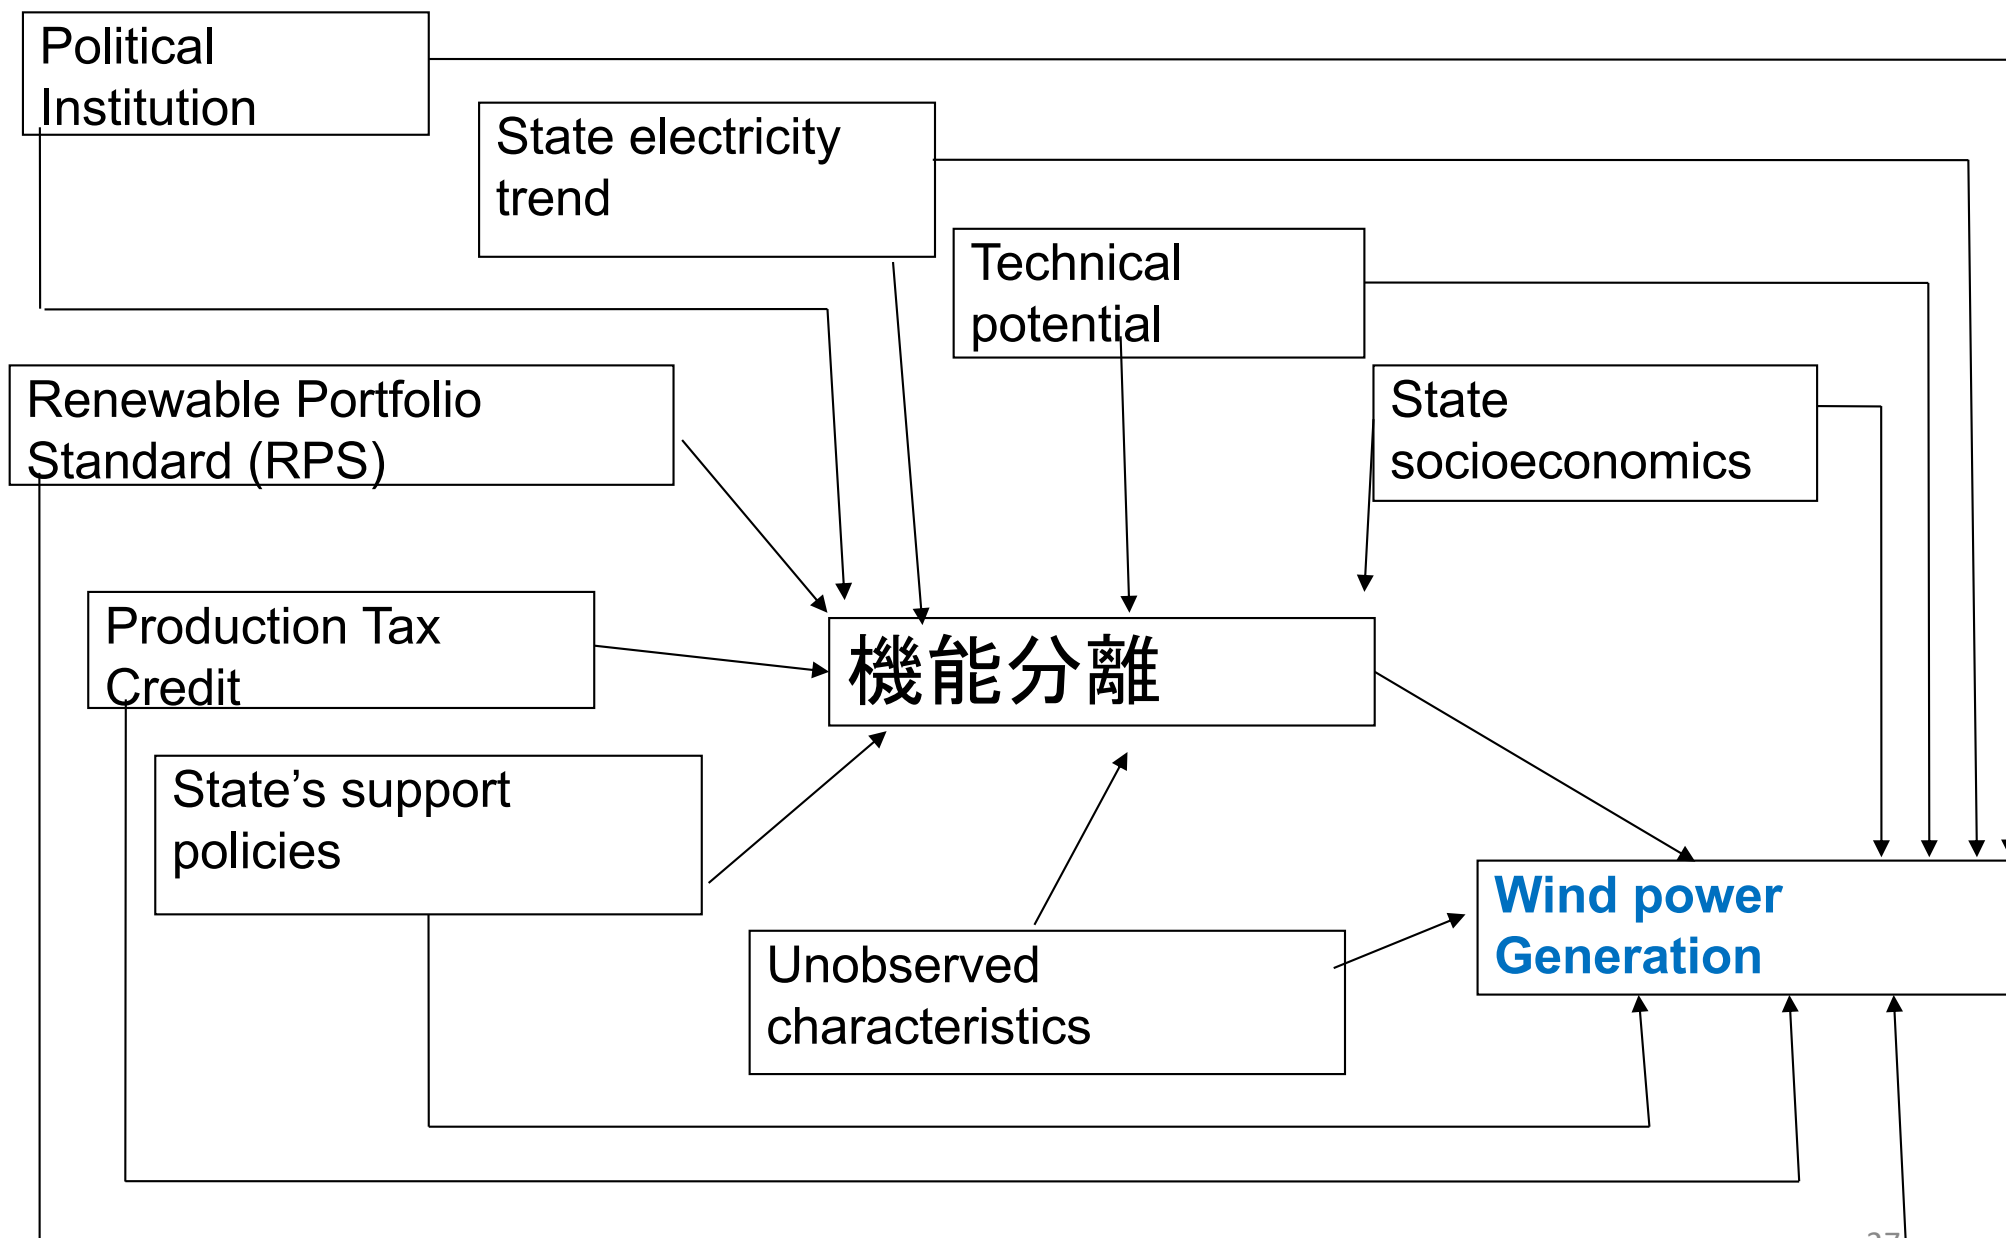 Political
Institution
State electricity
trend
Technical
potential
Renewable Portfolio
Standard (RPS)
State
socioeconomics
Production Tax
Credit
機能分離
State’s support
policies
Wind power
Generation
Unobserved
characteristics